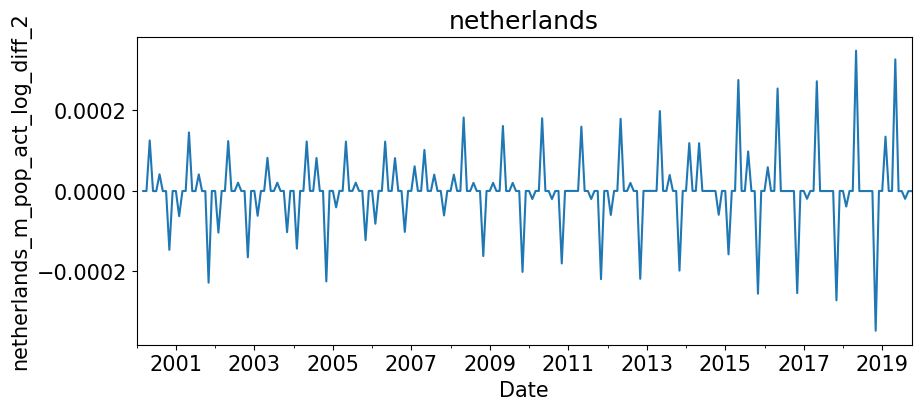 netherlands
netherlands_m_pop_act_log_diff_2
0.0002
0.0000
−0.0002
2001 2003 2005 2007 2009 2011 2013 2015 2017 2019
Date